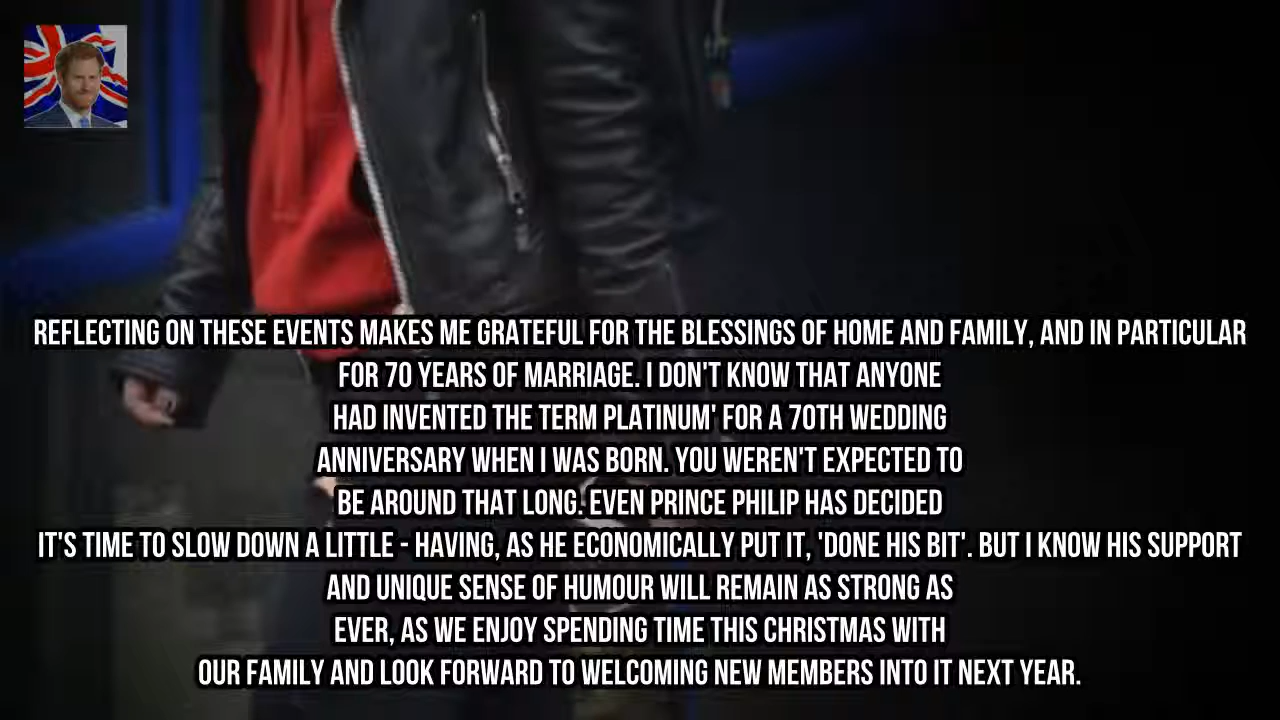 REFLECTING ON THESE EVENTS MAKES ME GRATEFUL FOR THE BLESSINGS OF HOME AND FAMILY, AND IN PARTICULAR
FOR 70 YEARS OF MARRIAGE. I DON'T KNOW THAT ANYONE
HAD INVENTED THE TERM PLATINUM' FOR A 70TH WEDDING
ANNIVERSARY WHEN I WAS BORN. YOU WEREN'T EXPECTED TO
BE AROUND THAT LONG. EVEN PRINCE PHILIP HAS DECIDED
IT'S TIME TO SLOW DOWN A LITTLE - HAVING, AS HE ECONOMICALLY PUT IT, 'DONE HIS BIT'. BUT I KNOW HIS SUPPORT
AND UNIQUE SENSE OF HUMOUR WILL REMAIN AS STRONG AS
EVER, AS WE ENJOY SPENDING TIME THIS CHRISTMAS WITH
OUR FAMILY AND LOOK FORWARD TO WELCOMING NEW MEMBERS INTO IT NEXT YEAR.